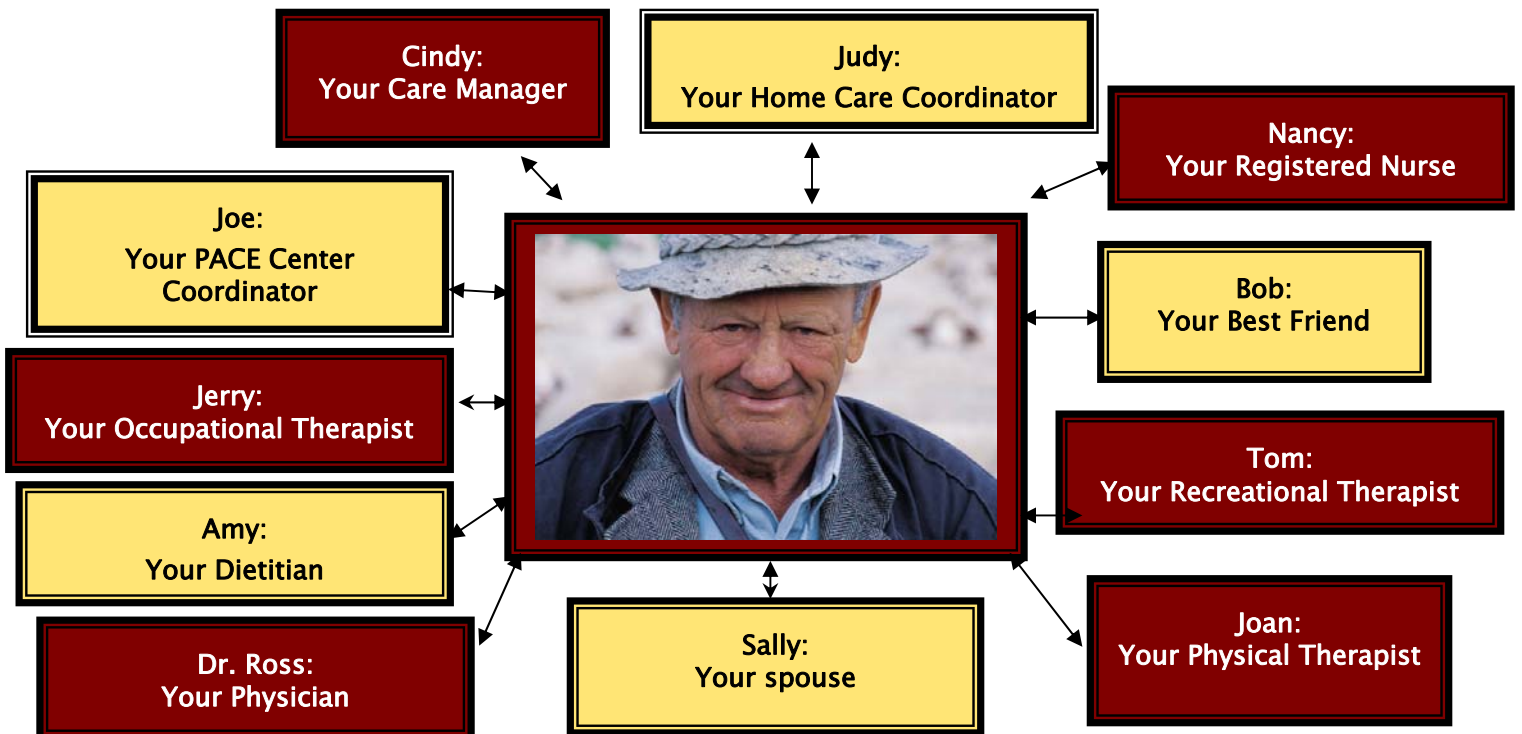 Cindy:
Your Care Manager
Judy:
Your Home Care Coordinator
Nancy:
Your Registered Nurse
Joe:
Your PACE Center
Coordinator
Bob:
Your Best Friend
Jerry:
Your Occupational Therapist
Tom:
Your Recreational Therapist
Amy:
Your Dietitian
Dr. Ross:
Your Physician
Sally:
Your spouse
Joan:
Your Physical Therapist